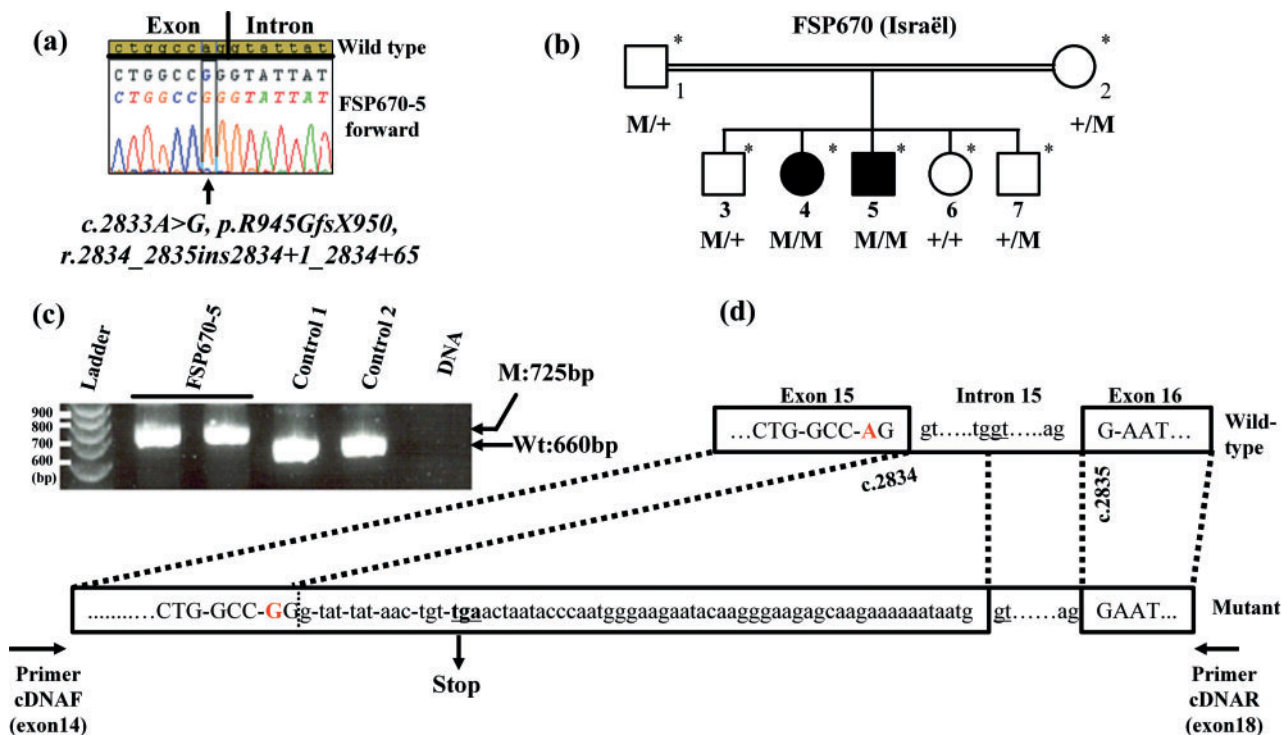 (a)
Exon Intron
ctggccaggtattat Wild type
CTGGCCGGGTATTAT
CTGGCCGGGTATTAT
FSP670-5
forward
c.2833A>G, p.R945GfsX950,
r.2834_2835ins2834+1_2834+65
(b)
FSP670 (Israël)
* *
1 2
M/+ +/M
* * * * *
3 4 5 6 7
M/+ M/M M/M +/+ +/M
(c)
Ladder
FSP670-5
Control 1
Control 2
DNA
900
800
700
600
(bp)
M:725bp
Wt:660bp
(d)
Exon 15 Intron 15 Exon 16
…CTG-GCC-AG gt…..tggt…..ag G-AAT…
Wild-
type
c.2834
c.2835
……….…CTG-GCC-GGg-tat-tat-aac-tgt-tgaactaatacccaatgggaagaatacaagggaagagcaagaaaaaataatg gt……ag GAAT… Mutant
Stop
Primer
cDNAF
(exon14)
Primer
cDNAR
(exon18)